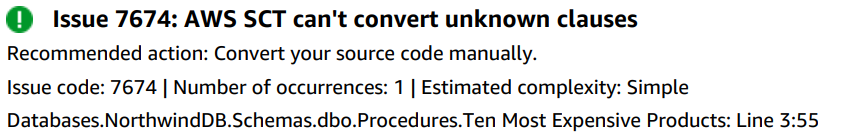 Issue 7674: AWS SCT can't convert unknown clauses
Recommended action: Convert your source code manually.
Issue code: 7674 | Number of occurrences: 1 | Estimated complexity: Simple
Databases.NorthwindDB.Schemas.dbo.Procedures.Ten Most Expensive Products: Line 3:55